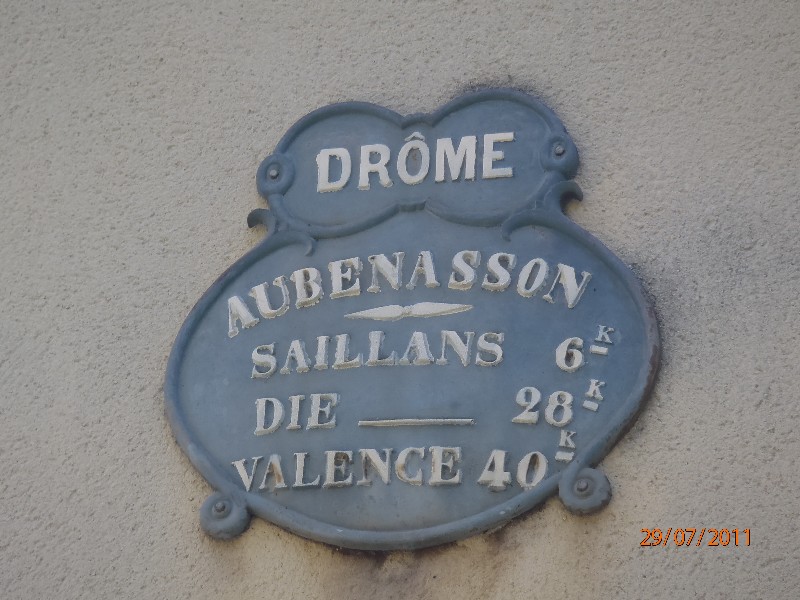 DRÔME
AUBENASSON
SAILLANS 6K
DIE 28K
VALENCE 40K
29/07/2011